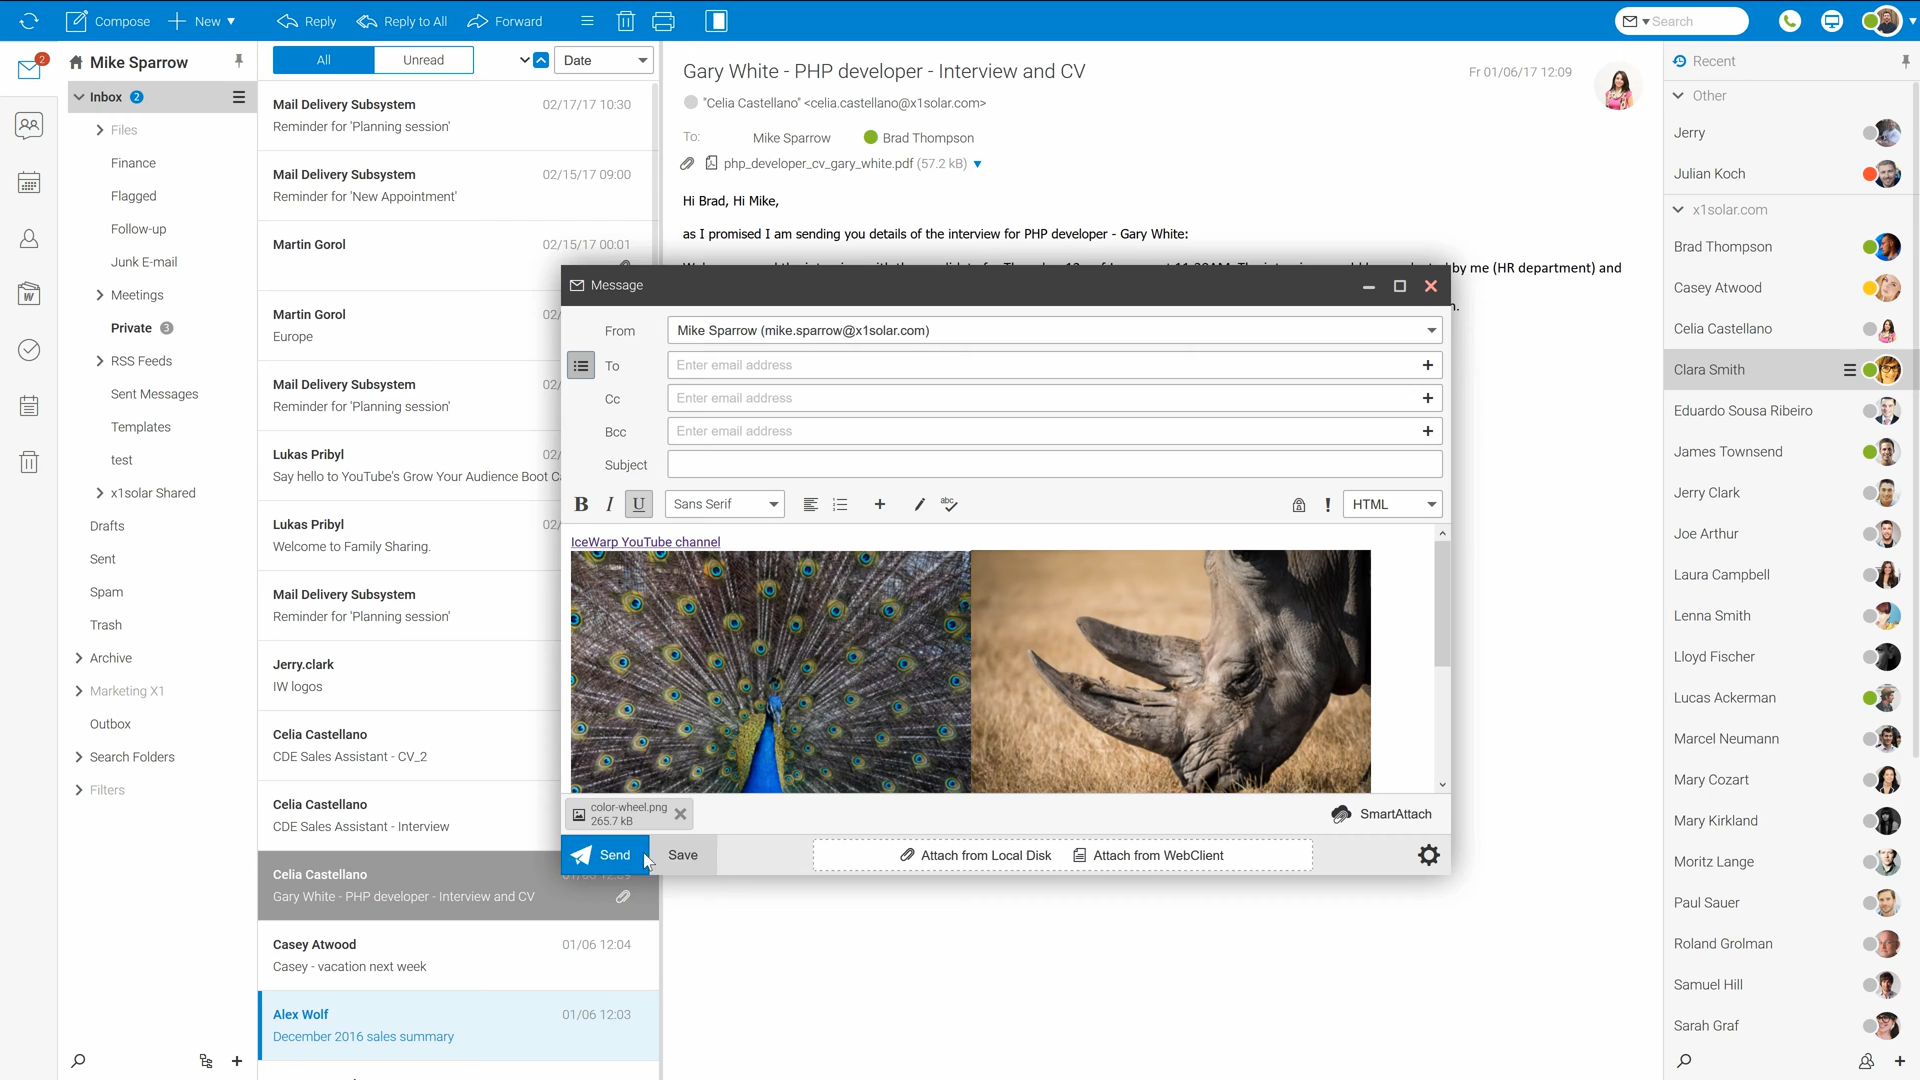 Compose
New
Reply
Reply to All
Forward
Search
2
Mike Sparrow
Inbox 2
Files
Finance
Flagged
Follow-up
Junk E-mail
Meetings
Private 3
RSS Feeds
Sent Messages
Templates
test
x1solar Shared
Drafts
Sent
Spam
Trash
Archive
Marketing X1
Outbox
Search Folders
Filters
All
Unread
Date
Mail Delivery Subsystem 02/17/17 10:30
Reminder for 'Planning session'
Mail Delivery Subsystem 02/15/17 09:00
Reminder for 'New Appointment'
Martin Gorol 02/15/17 00:01
Martin Gorol 02/
Europe
Mail Delivery Subsystem 02/
Reminder for 'Planning session'
Lukas Pribyl 02/
Say hello to YouTube's Grow Your Audience Boot C
Lukas Pribyl 02/
Welcome to Family Sharing.
Mail Delivery Subsystem
Reminder for 'Planning session'
Jerry.clark
IW logos
Celia Castellano
CDE Sales Assistant - CV_2
Celia Castellano
CDE Sales Assistant - Interview
Celia Castellano
Gary White - PHP developer - Interview and CV
Casey Atwood 01/06 12:04
Casey - vacation next week
Alex Wolf 01/06 12:03
December 2016 sales summary
Gary White - PHP developer - Interview and CV
Fr 01/06/17 12:09
"Celia Castellano" <celia.castellano@x1solar.com>
To: Mike Sparrow Brad Thompson
php_developer_cv_gary_white.pdf (57.2 kB)
Hi Brad, Hi Mike,
as I promised I am sending you details of the interview for PHP developer - Gary White:
by me (HR department) and
Message
From Mike Sparrow (mike.sparrow@x1solar.com)
To Enter email address
Cc Enter email address
Bcc Enter email address
Subject
B I U Sans Serif
abc
! HTML
IceWarp YouTube channel
color-wheel.png
265.7 kB
SmartAttach
Send
Save
Attach from Local Disk
Attach from WebClient
Recent
Other
Jerry
Julian Koch
x1solar.com
Brad Thompson
Casey Atwood
Celia Castellano
Clara Smith
Eduardo Sousa Ribeiro
James Townsend
Jerry Clark
Joe Arthur
Laura Campbell
Lenna Smith
Lloyd Fischer
Lucas Ackerman
Marcel Neumann
Mary Cozart
Mary Kirkland
Moritz Lange
Paul Sauer
Roland Grolman
Samuel Hill
Sarah Graf